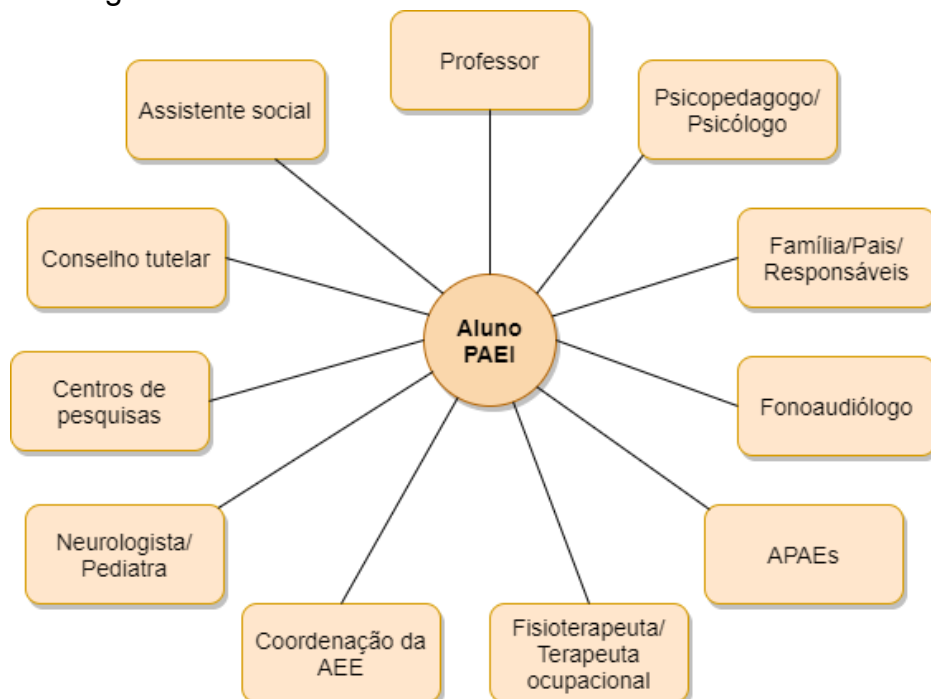 Professor
Assistente social
Psicopedagogo/
Psicólogo
Conselho tutelar
Família/Pais/
Responsáveis
Aluno
PAEI
Centros de
pesquisas
Fonoaudiólogo
Neurologista/
Pediatra
APAEs
Coordenação da
AEE
Fisioterapeuta/
Terapeuta
ocupacional